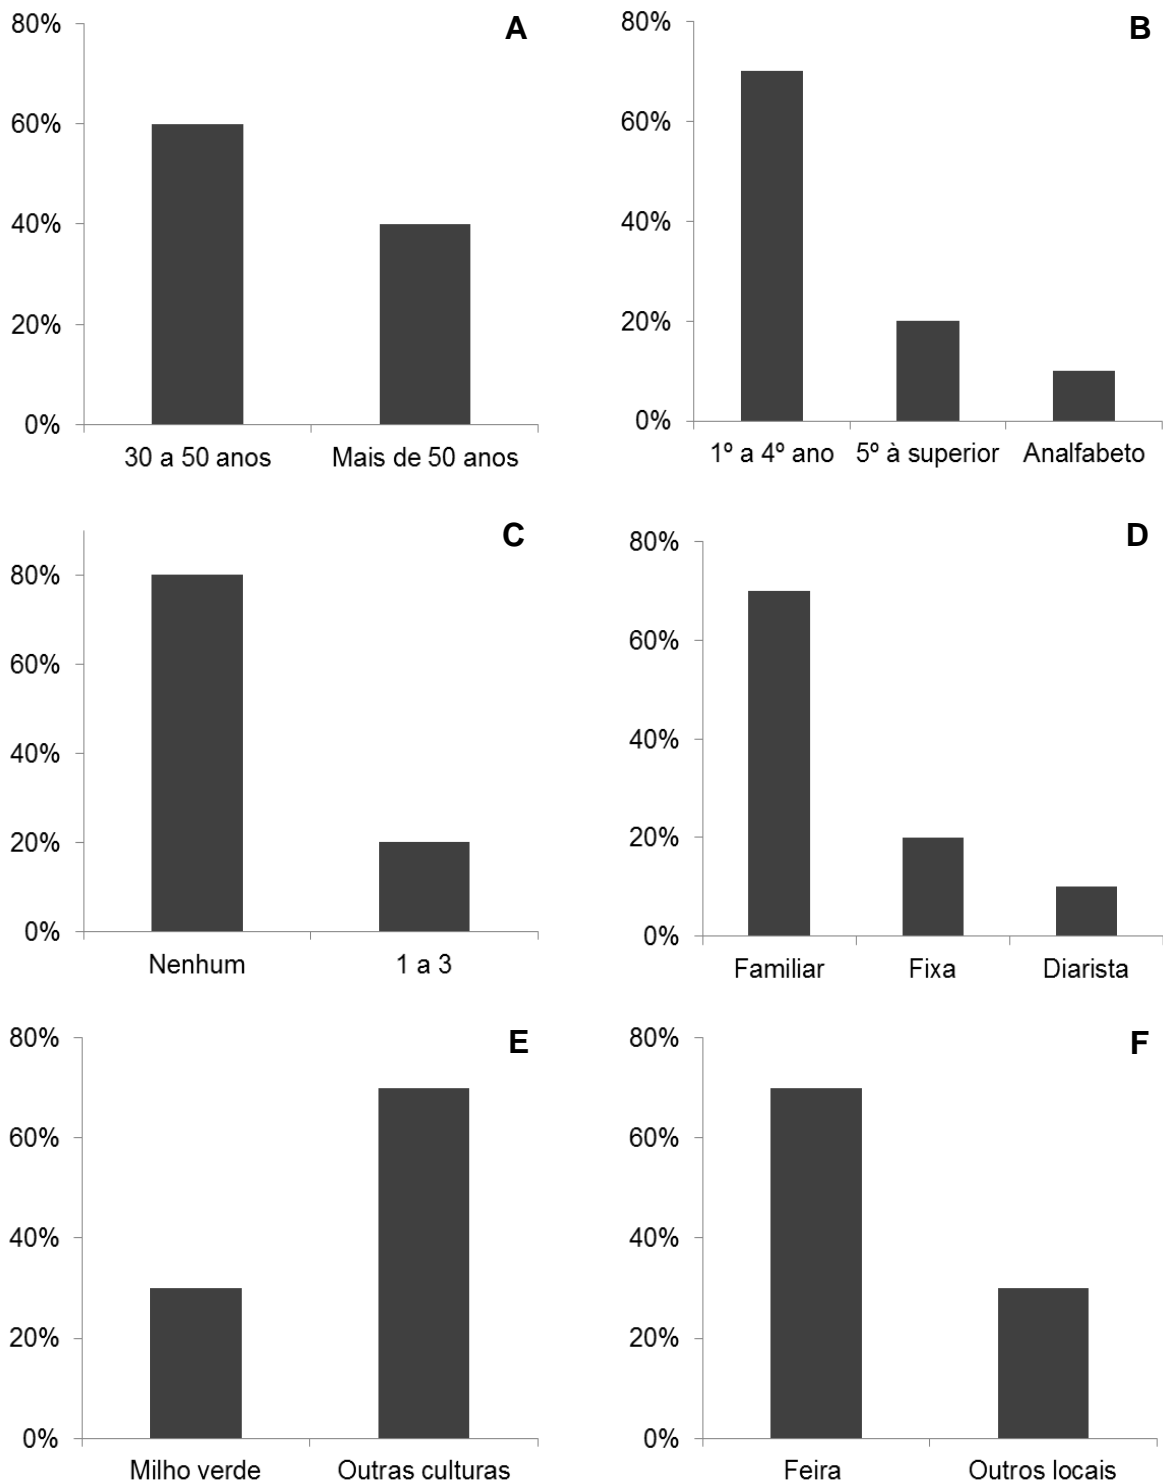 A
80%
60%
40%
20%
0%
30 a 50 anos
Mais de 50 anos
B
80%
60%
40%
20%
0%
1º a 4º ano
5º à superior
Analfabeto
C
80%
60%
40%
20%
0%
Nenhum
1 a 3
D
80%
60%
40%
20%
0%
Familiar
Fixa
Diarista
E
80%
60%
40%
20%
0%
Milho verde
Outras culturas
F
80%
60%
40%
20%
0%
Feira
Outros locais